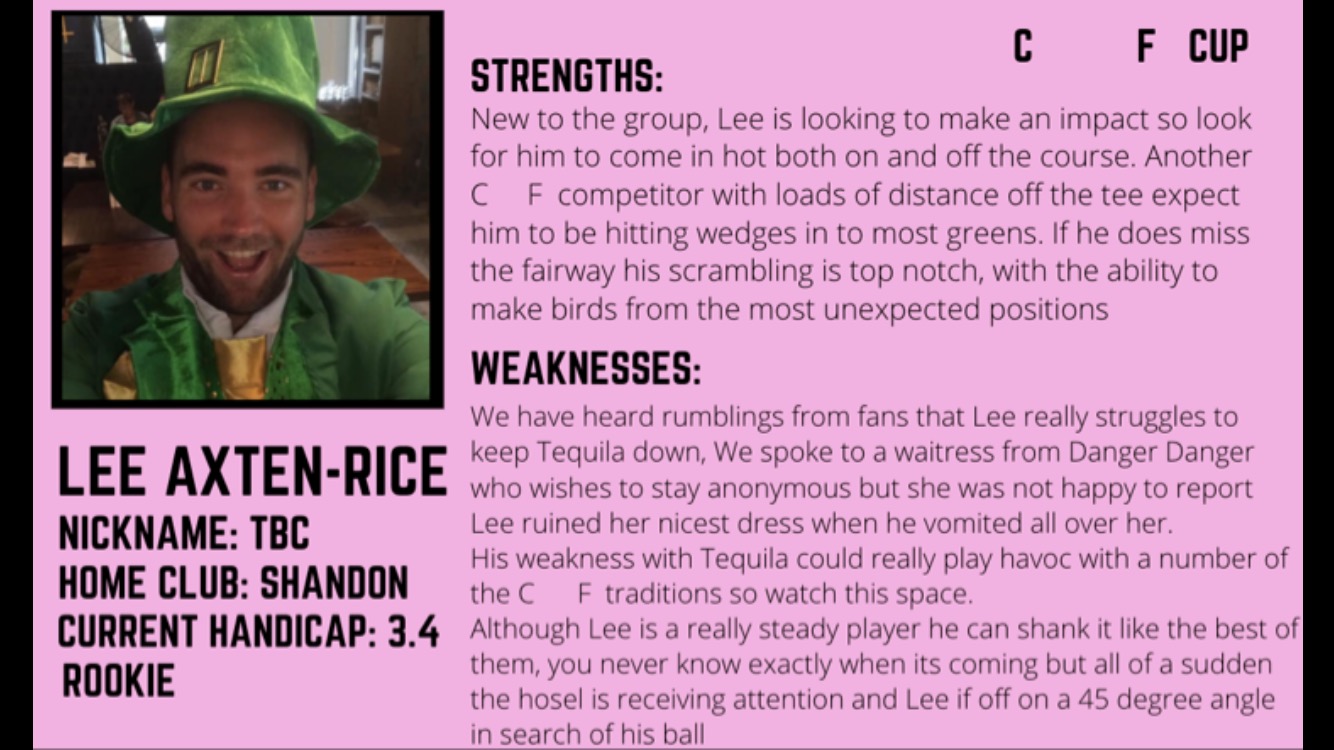 C F CUP
STRENGTHS:
New to the group, Lee is looking to make an impact so look
for him to come in hot both on and off the course. Another
C F competitor with loads of distance off the tee expect
him to be hitting wedges in to most greens. If he does miss
the fairway his scrambling is top notch, with the ability to
make birds from the most unexpected positions
WEAKNESSES:
We have heard rumblings from fans that Lee really struggles to
keep Tequila down, We spoke to a waitress from Danger Danger
who wishes to stay anonymous but she was not happy to report
Lee ruined her nicest dress when he vomited all over her.
His weakness with Tequila could really play havoc with a number of
the C F traditions so watch this space.
Although Lee is a really steady player he can shank it like the best of
them, you never know exactly when its coming but all of a sudden
the hosel is receiving attention and Lee if off on a 45 degree angle
in search of his ball
LEE AXTEN-RICE
NICKNAME: TBC
HOME CLUB: SHANDON
CURRENT HANDICAP: 3.4
ROOKIE